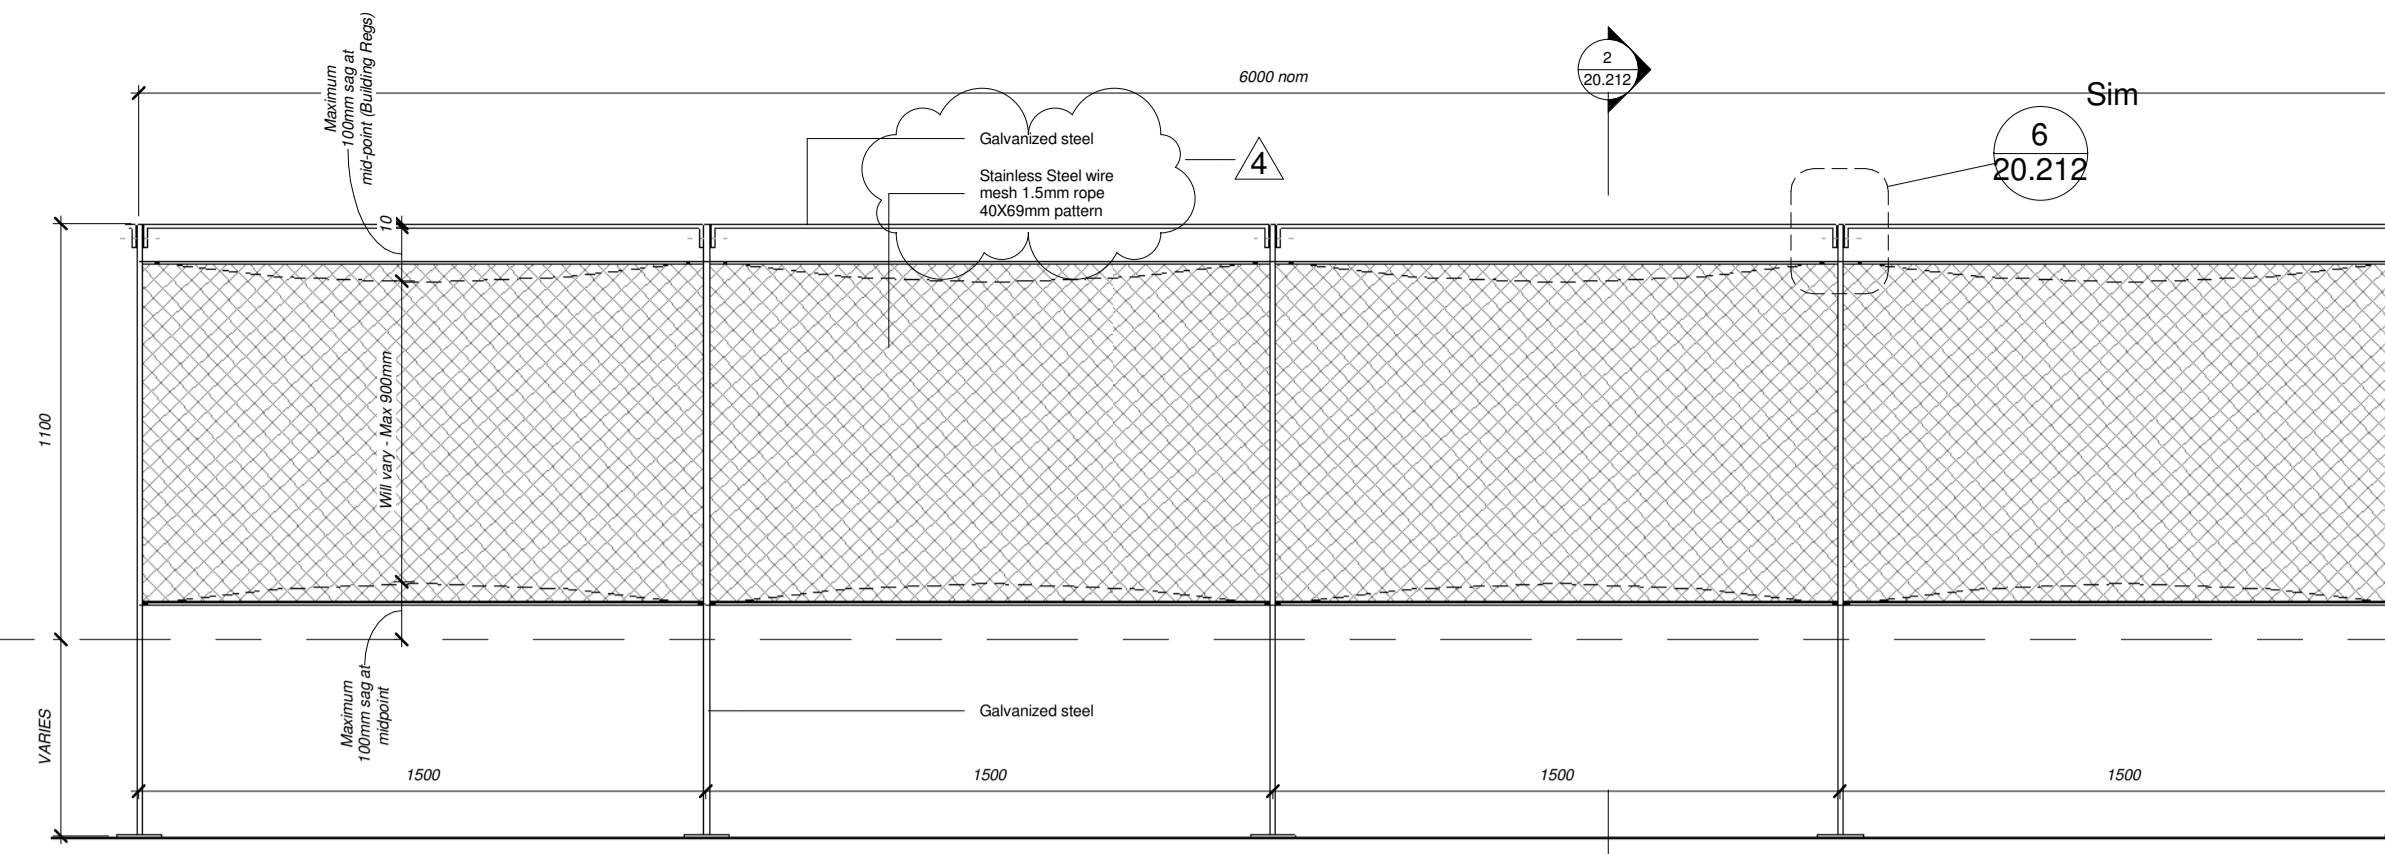 Maximum
100mm sag at
mid-point (Building Regs)
6000 nom
2
20.212
Sim
6
20.212
Galvanized steel
4
Stainless Steel wire
mesh 1.5mm rope
40X69mm pattern
10
1100
Will vary - Max 900mm
Maximum
100mm sag at
midpoint
Galvanized steel
VARIES
1500
1500
1500
1500